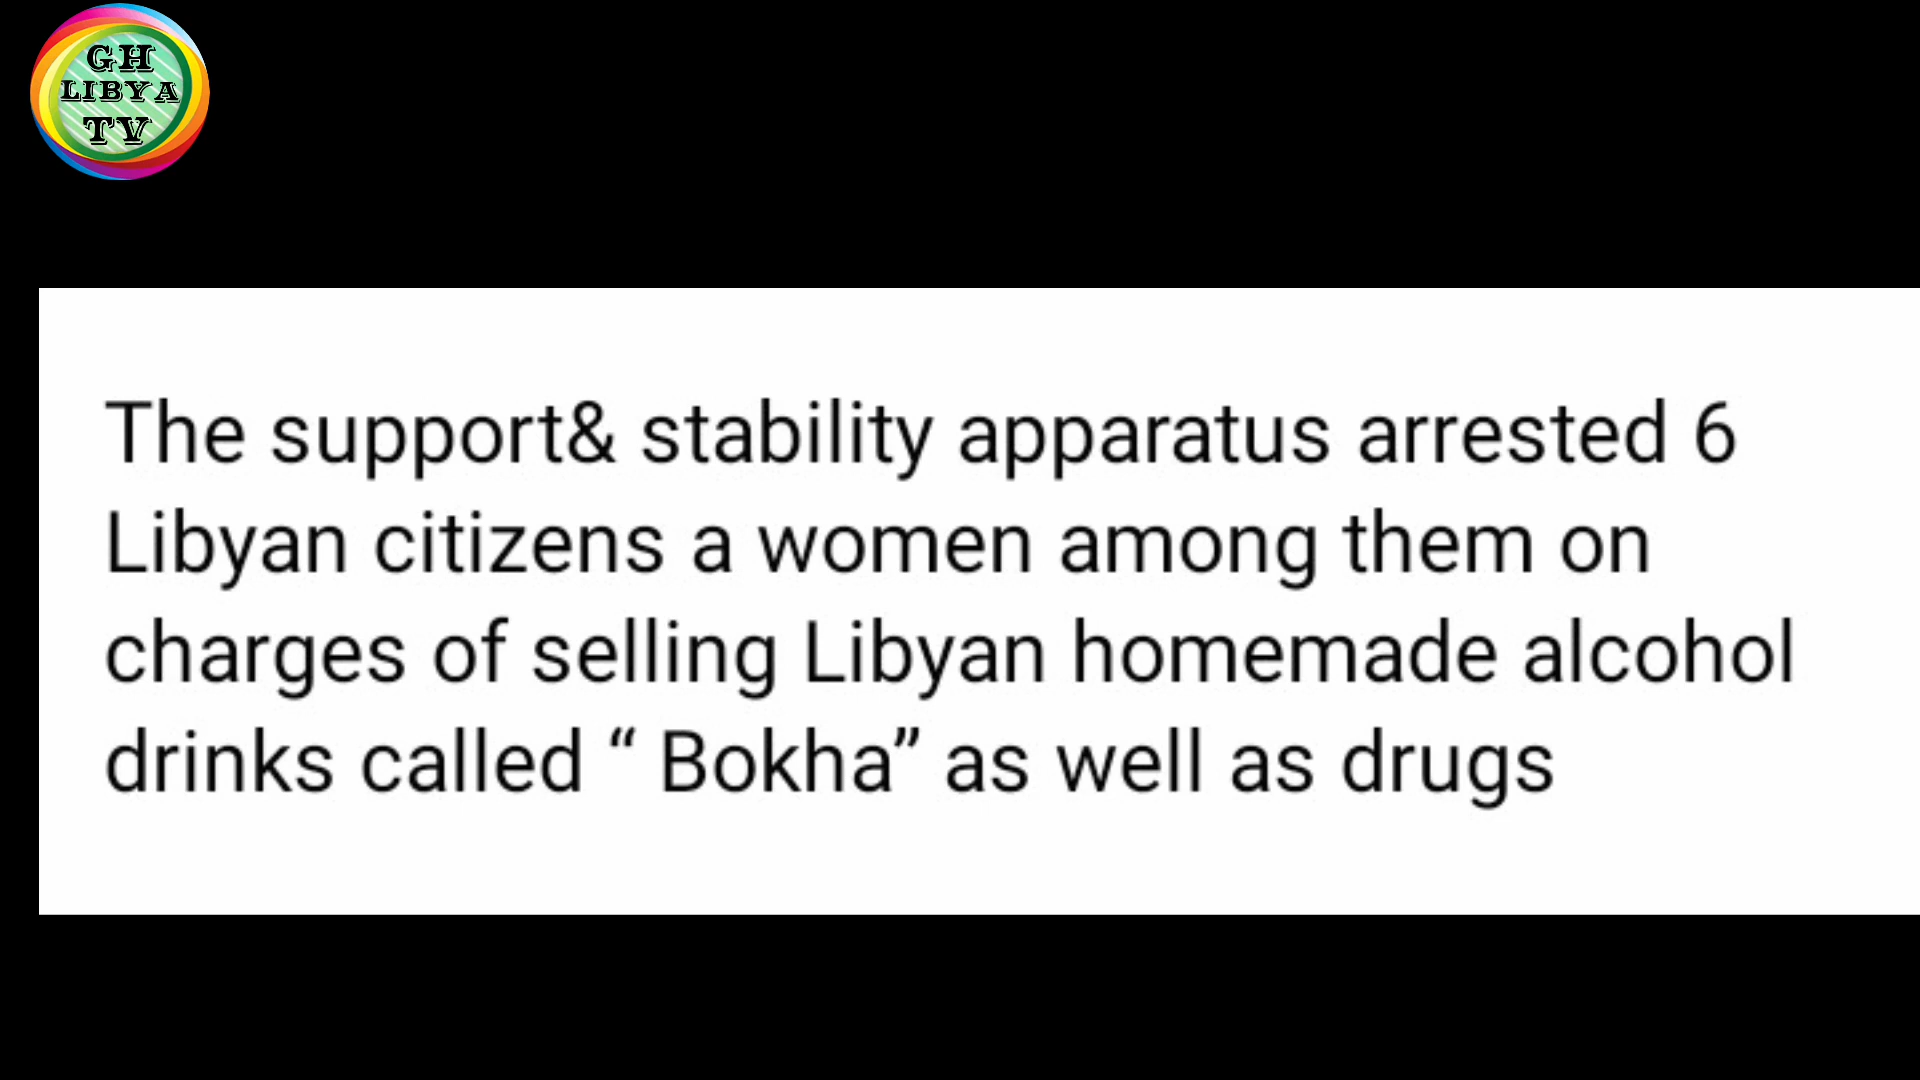 GH
LIBYA
TV
The support& stability apparatus arrested 6
Libyan citizens a women among them on
charges of selling Libyan homemade alcohol
drinks called “ Bokha” as well as drugs